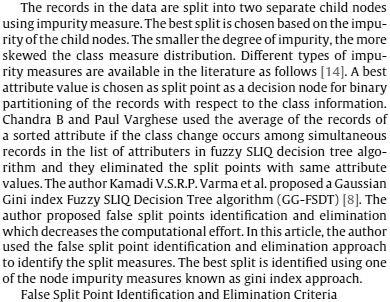 The records in the data are split into two separate child nodes
using impurity measure. The best split is chosen based on the impu-
rity of the child nodes. The smaller the degree of impurity, the more
skewed the class measure distribution. Different types of impu-
rity measures are available in the literature as follows [14]. A best
attribute value is chosen as split point as a decision node for binary
partitioning of the records with respect to the class information.
Chandra B and Paul Varghese used the average of the records of
a sorted attribute if the class change occurs among simultaneous
records in the list of attributers in fuzzy SLIQ decision tree algo-
rithm and they eliminated the split points with same attribute
values. The author Kamadi V.S.R.P. Varma et al. proposed a Gaussian
Gini index Fuzzy SLIQ Decision Tree algorithm (GG-FSDT) [8]. The
author proposed false split points identification and elimination
which decreases the computational effort. In this article, the author
used the false split point identification and elimination approach
to identify the split measures. The best split is identified using one
of the node impurity measures known as gini index approach.
False Split Point Identification and Elimination Criteria